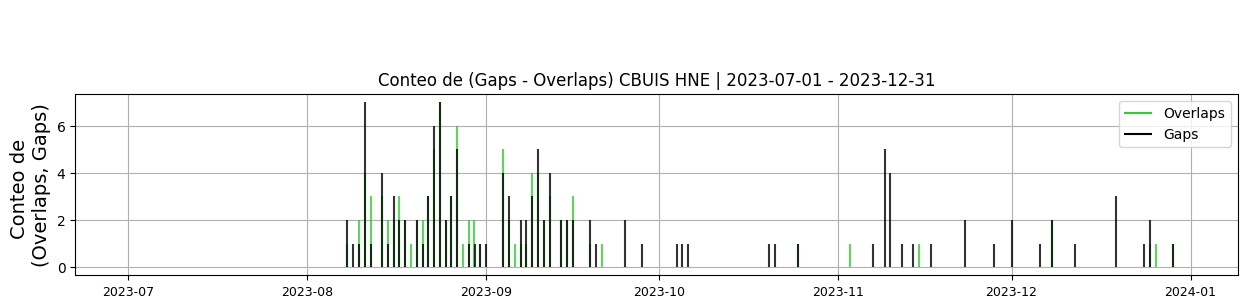 Conteo de (Gaps - Overlaps) CBUIS HNE | 2023-07-01 - 2023-12-31
Conteo de
(Overlaps, Gaps)
6
4
2
0
Overlaps
Gaps
2023-07
2023-08
2023-09
2023-10
2023-11
2023-12
2024-01